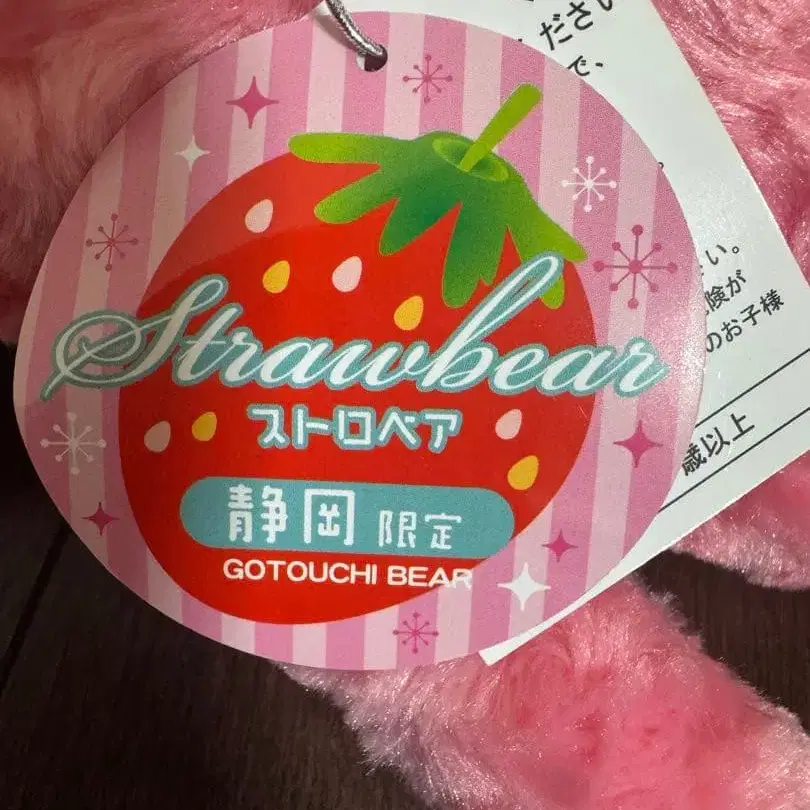 Strawbear
ストロベア
静岡 限定
GOTOUCHI BEAR
ださい
で、
い。
険が
のお子様
歳以上